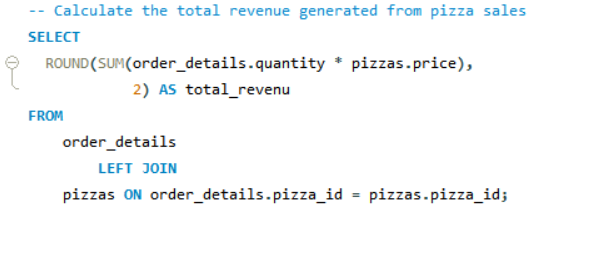 -- Calculate the total revenue generated from pizza sales
SELECT
ROUND(SUM(order_details.quantity * pizzas.price),
2) AS total_revenu
FROM
order_details
LEFT JOIN
pizzas ON order_details.pizza_id = pizzas.pizza_id;